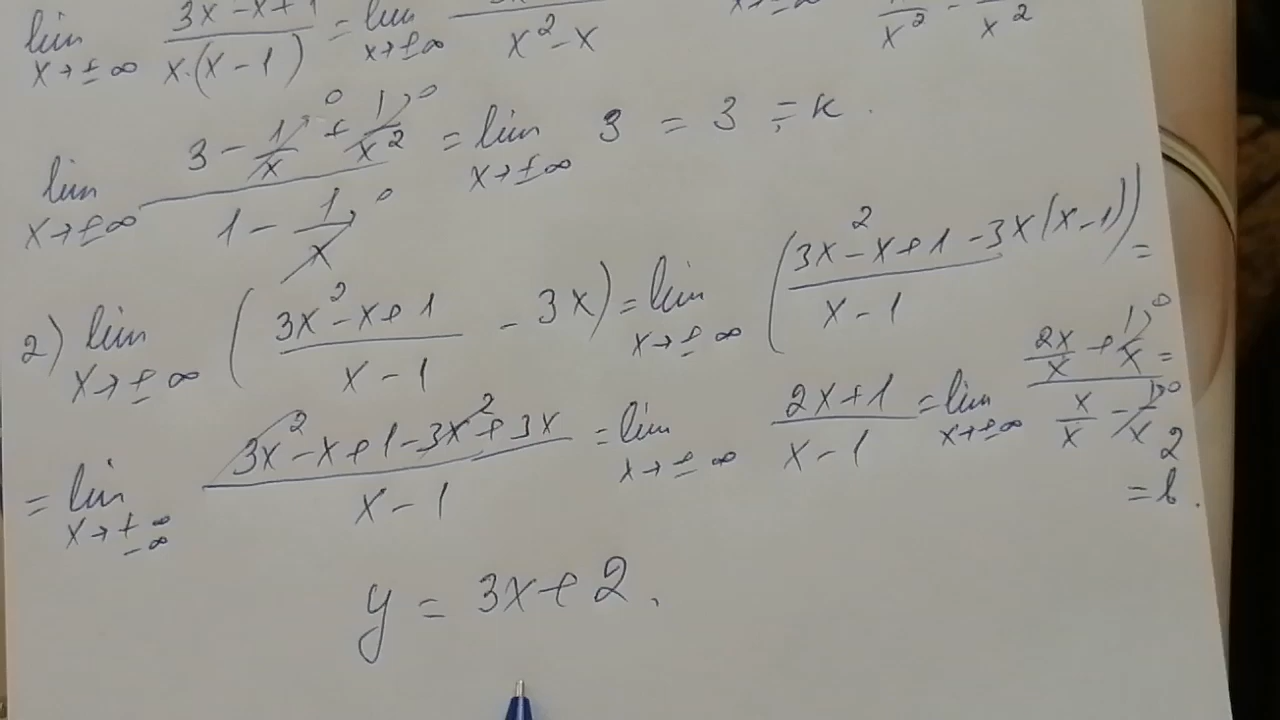 lim x→±∞ (3x²-x+1)/(x·(x-1)) = lim x→±∞ /(x²-x) x→±∞ /x² - /x²
lim x→±∞ (3 - 1/x + 1/x²)/(1 - 1/x) = lim x→±∞ 3 = 3 = k.
2) lim x→±∞ ((3x²-x+1)/(x-1) - 3x) = lim x→±∞ ((3x²-x+1-3x(x-1))/(x-1)) =
= lim x→±∞ (3x²-x+1-3x²+3x)/(x-1) = lim x→±∞ (2x+1)/(x-1) = lim x→±∞ (2x/x + 1/x)/(x/x - 1/x) = 2
= b.
y = 3x+2.